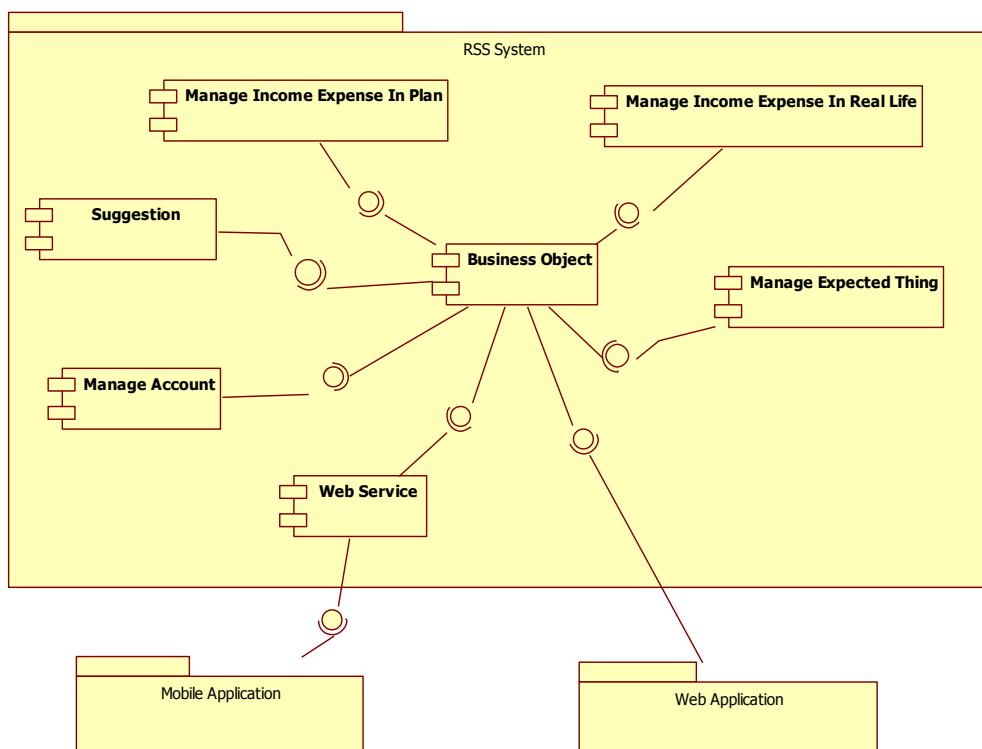 RSS System
Manage Income Expense In Plan
Manage Income Expense In Real Life
Suggestion
Business Object
Manage Expected Thing
Manage Account
Web Service
Mobile Application
Web Application